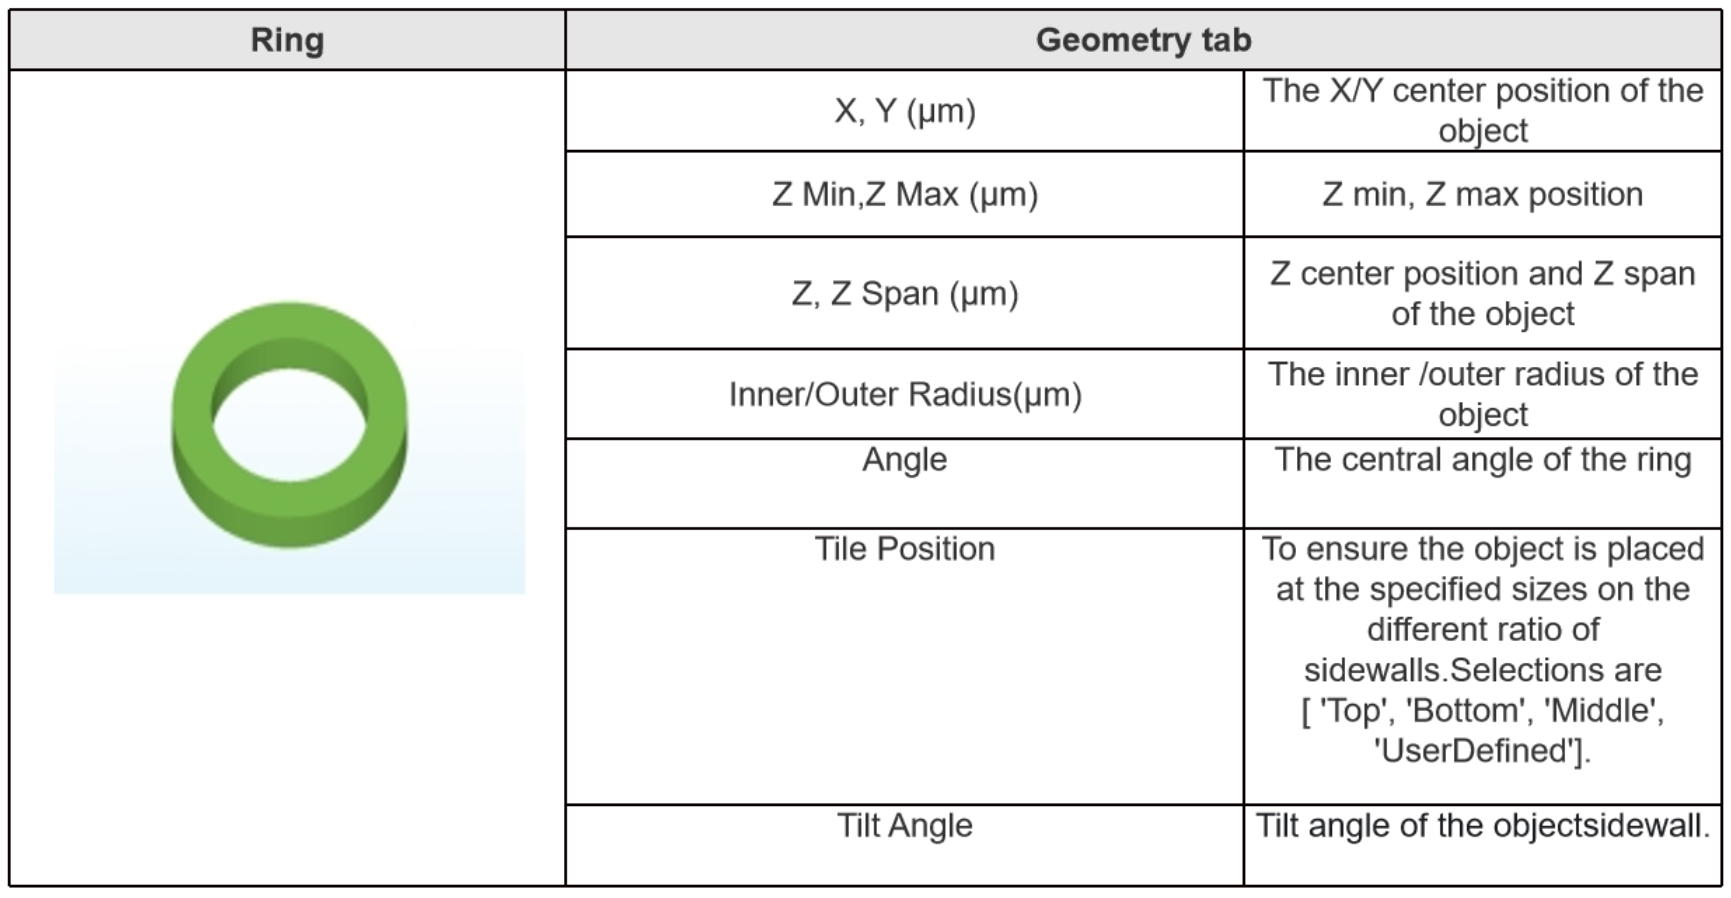 Ring
Geometry tab
X, Y (μm)
The X/Y center position of the
object
Z Min,Z Max (μm)
Z min, Z max position
Z, Z Span (μm)
Z center position and Z span
of the object
Inner/Outer Radius(μm)
The inner /outer radius of the
object
Angle
The central angle of the ring
Tile Position
To ensure the object is placed
at the specified sizes on the
different ratio of
sidewalls.Selections are
[ 'Top', 'Bottom', 'Middle',
'UserDefined'].
Tilt Angle
Tilt angle of the objectsidewall.